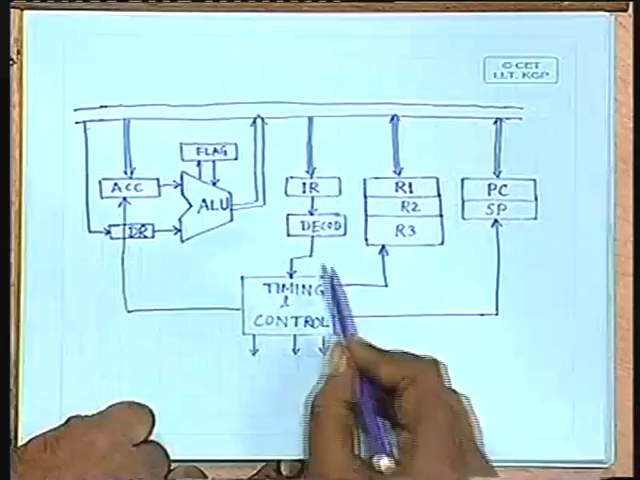 © CET
I.I.T. KGP
FLAG
ACC
ALU
DR
IR
DECOD
R1
R2
R3
PC
SP
TIMING
&
CONTROL